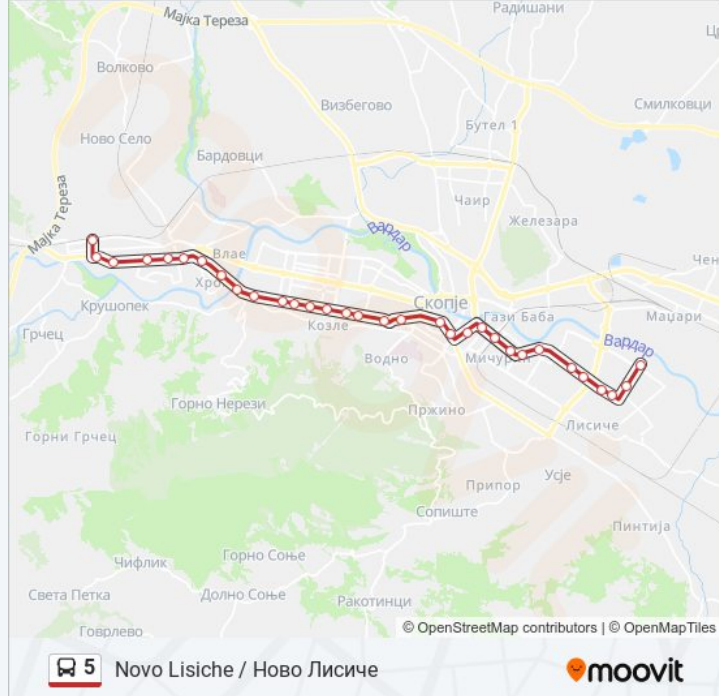 Радишани
Мајка Тереза
Волково
Смилковци
Визбегово
Бутел 1
Ново Село
Бардовци
Чаир
Железара
Мајка Тереза
Вардар
Влае
Чен
Хро
Скопје
Крушопек
Гази Баба
Маџари
Козле
Грчец
Вардар
Водно
Мичурин
Горно Нерези
Пржино
Лисиче
Горни Грчец
Усје
Припор
Сопиште
Пинтија
Горно Соње
Чифлик
Света Петка
Долно Соње
Ракотинци
Говрлево
© OpenStreetMap contributors | © OpenMapTiles
5 Novo Lisiche / Ново Лисиче
moovit